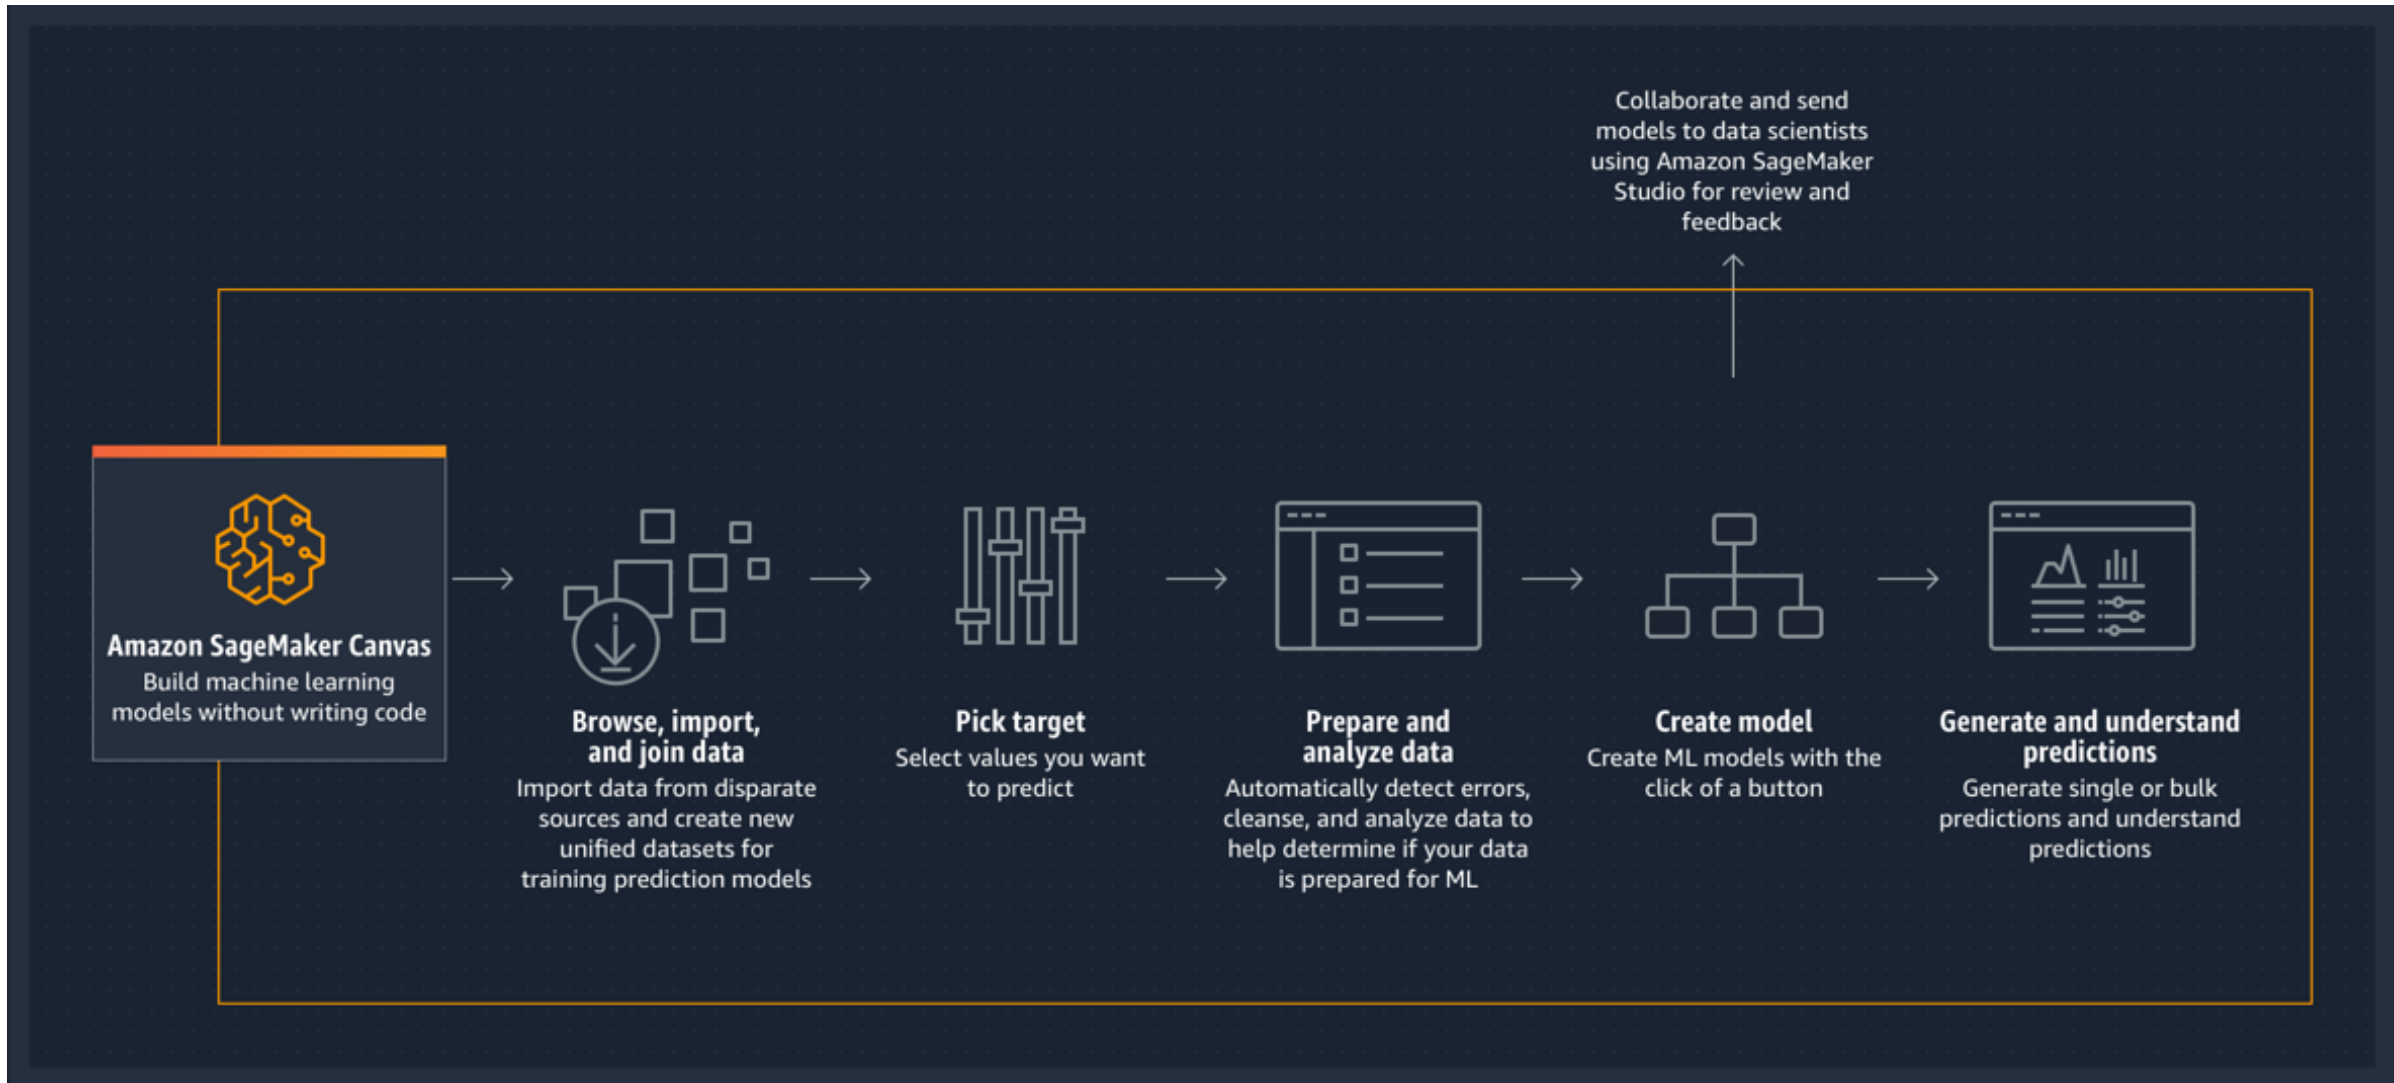 Collaborate and send
models to data scientists
using Amazon SageMaker
Studio for review and
feedback
Amazon SageMaker Canvas
Build machine learning
models without writing code
Browse, import,
and join data
Import data from disparate
sources and create new
unified datasets for
training prediction models
Pick target
Select values you want
to predict
Prepare and
analyze data
Automatically detect errors,
cleanse, and analyze data to
help determine if your data
is prepared for ML
Create model
Create ML models with the
click of a button
Generate and understand
predictions
Generate single or bulk
predictions and understand
predictions